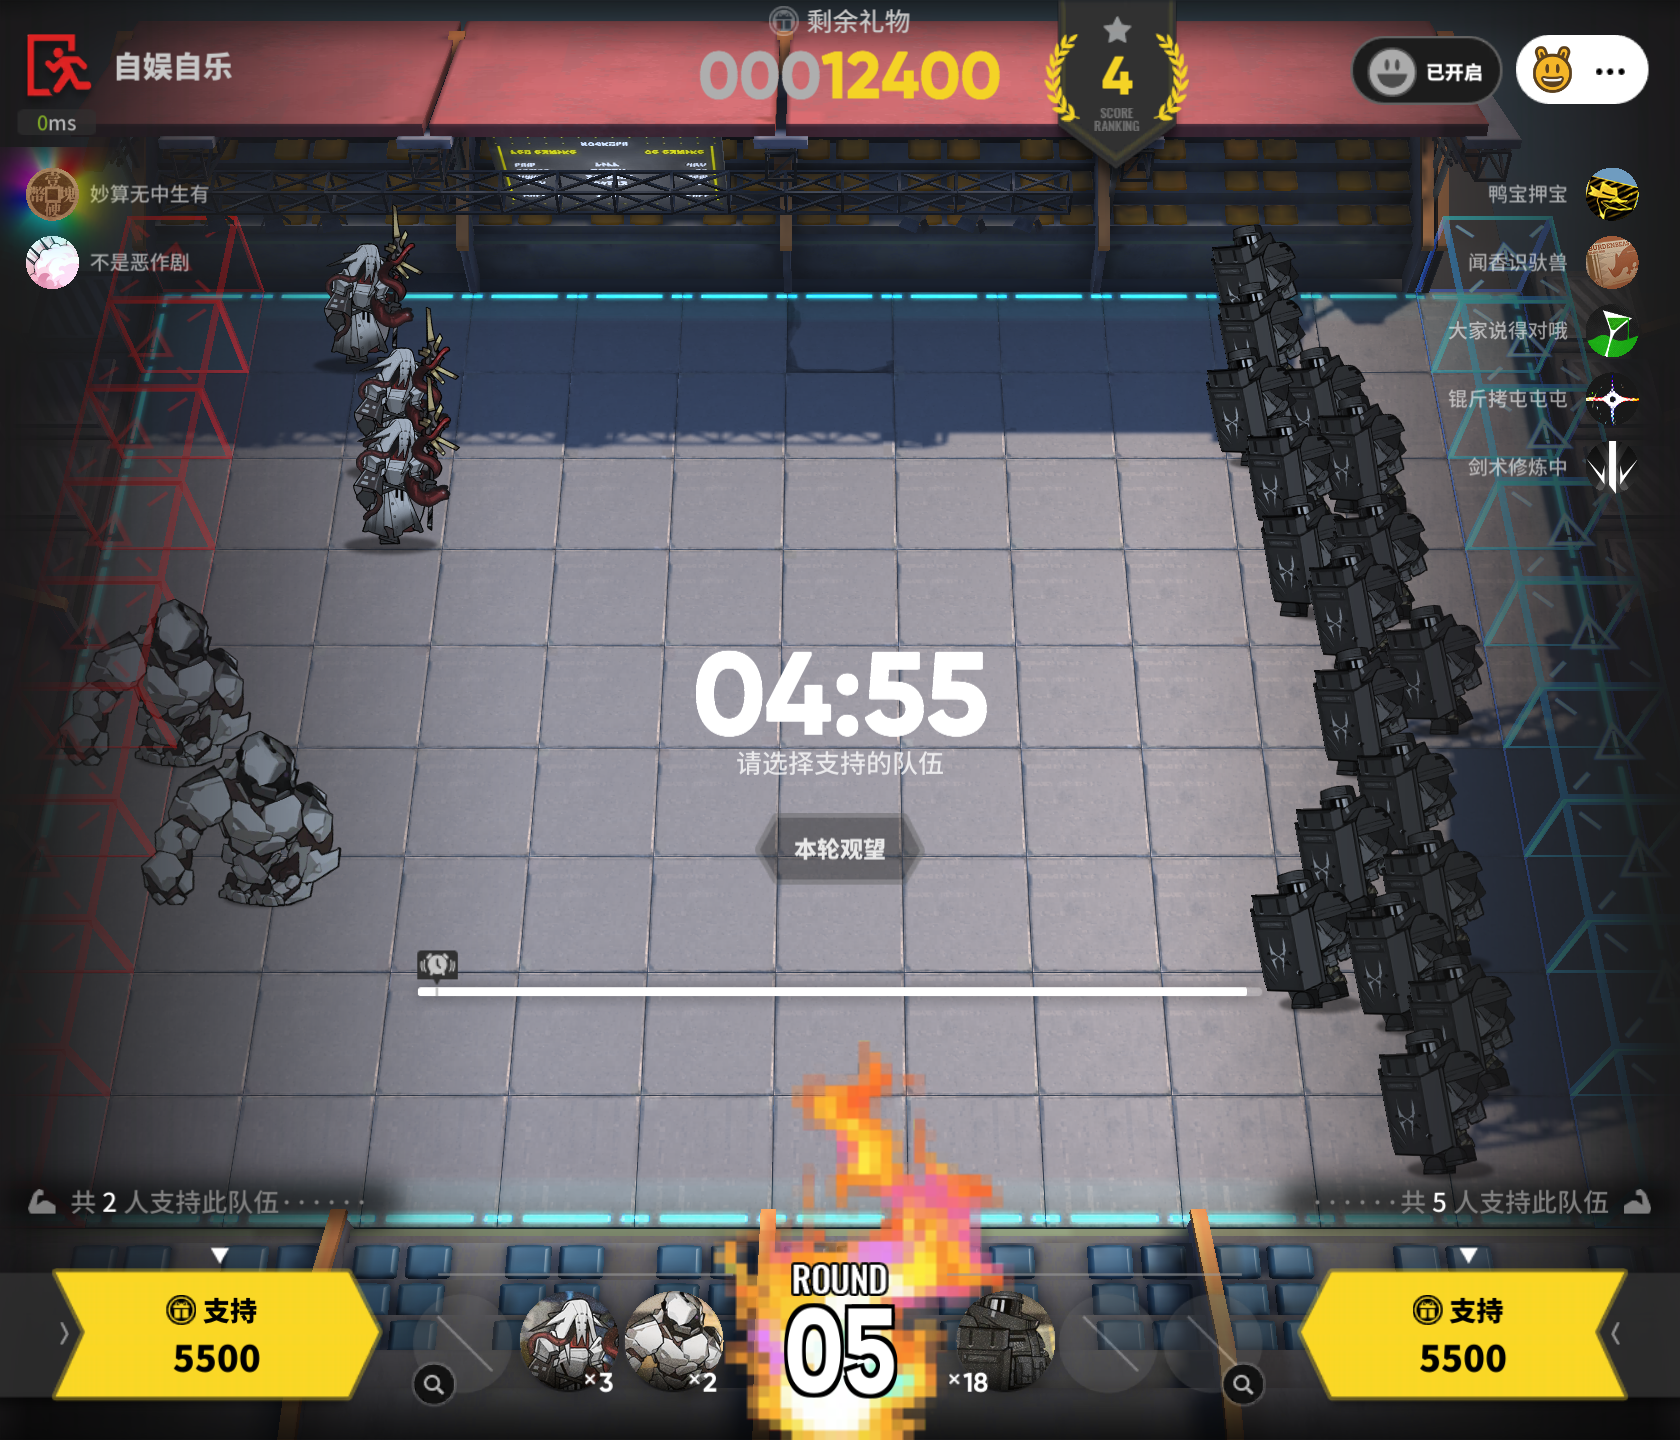 剩余礼物
自娱自乐
00012400
4
SCORE
RANKING
已开启
0ms
妙算无中生有
不是恶作剧
鸭宝押宝
闻香识驮兽
大家说得对哦
锟斤拷屯屯屯
剑术修炼中
04:55
请选择支持的队伍
本轮观望
共 2 人支持此队伍······
······共 5 人支持此队伍
支持
5500
×3
×2
ROUND
05
×18
支持
5500